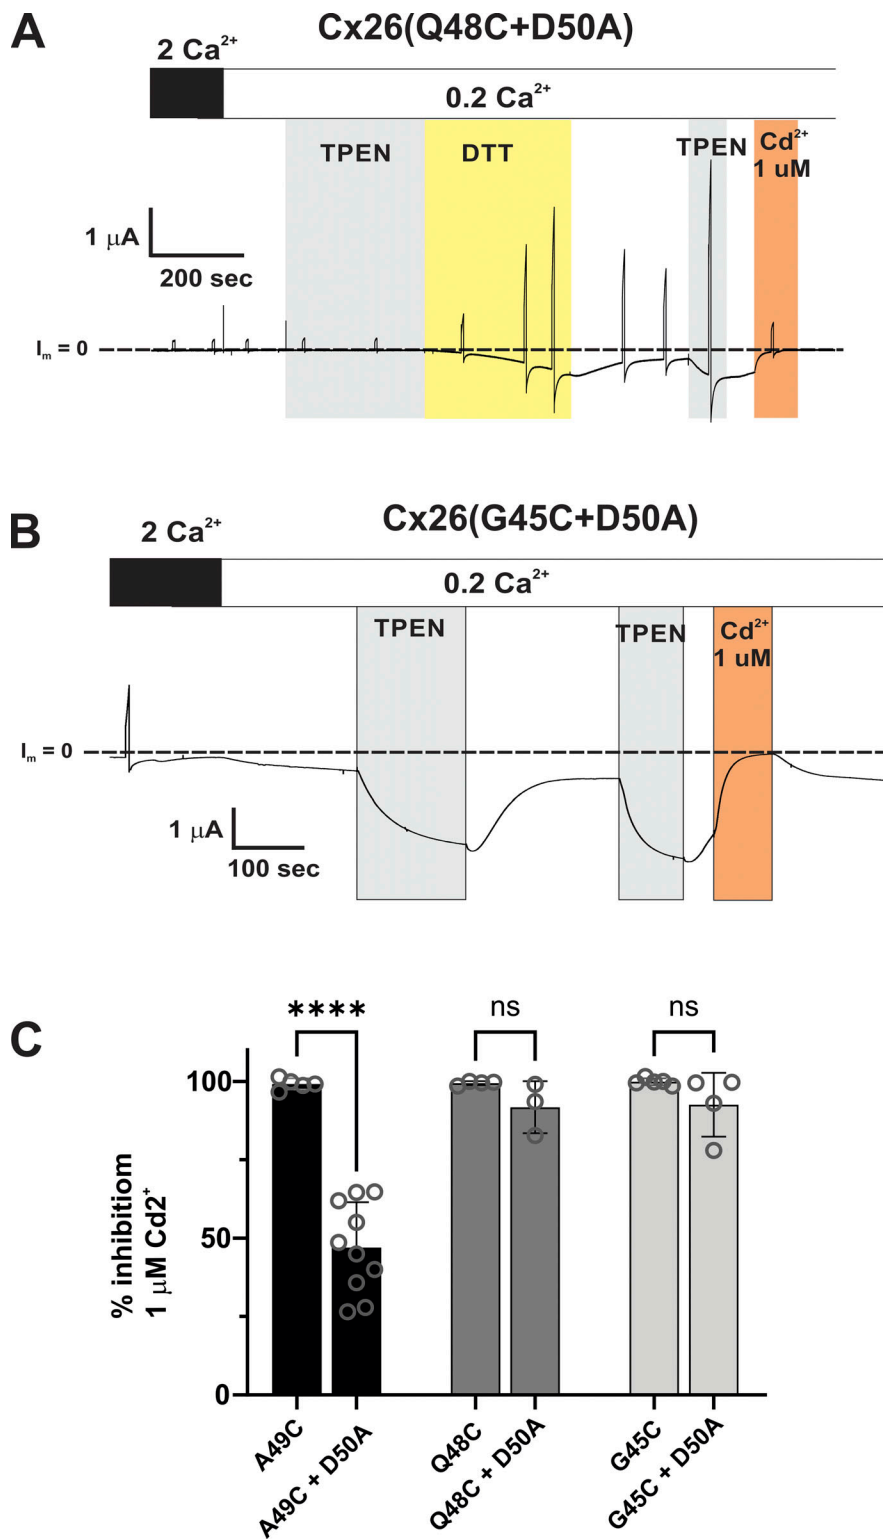 A
Cx26(Q48C+D50A)
2 Ca²⁺
0.2 Ca²⁺
TPEN
DTT
TPEN
Cd²⁺
1 uM
1 μA
200 sec
Iₘ = 0
B
Cx26(G45C+D50A)
2 Ca²⁺
0.2 Ca²⁺
TPEN
TPEN
Cd²⁺
1 uM
Iₘ = 0
1 μA
100 sec
C
****
ns
ns
% inhibitiom
1 μM Cd2⁺
100
50
0
A49C
A49C + D50A
Q48C
Q48C + D50A
G45C
G45C + D50A